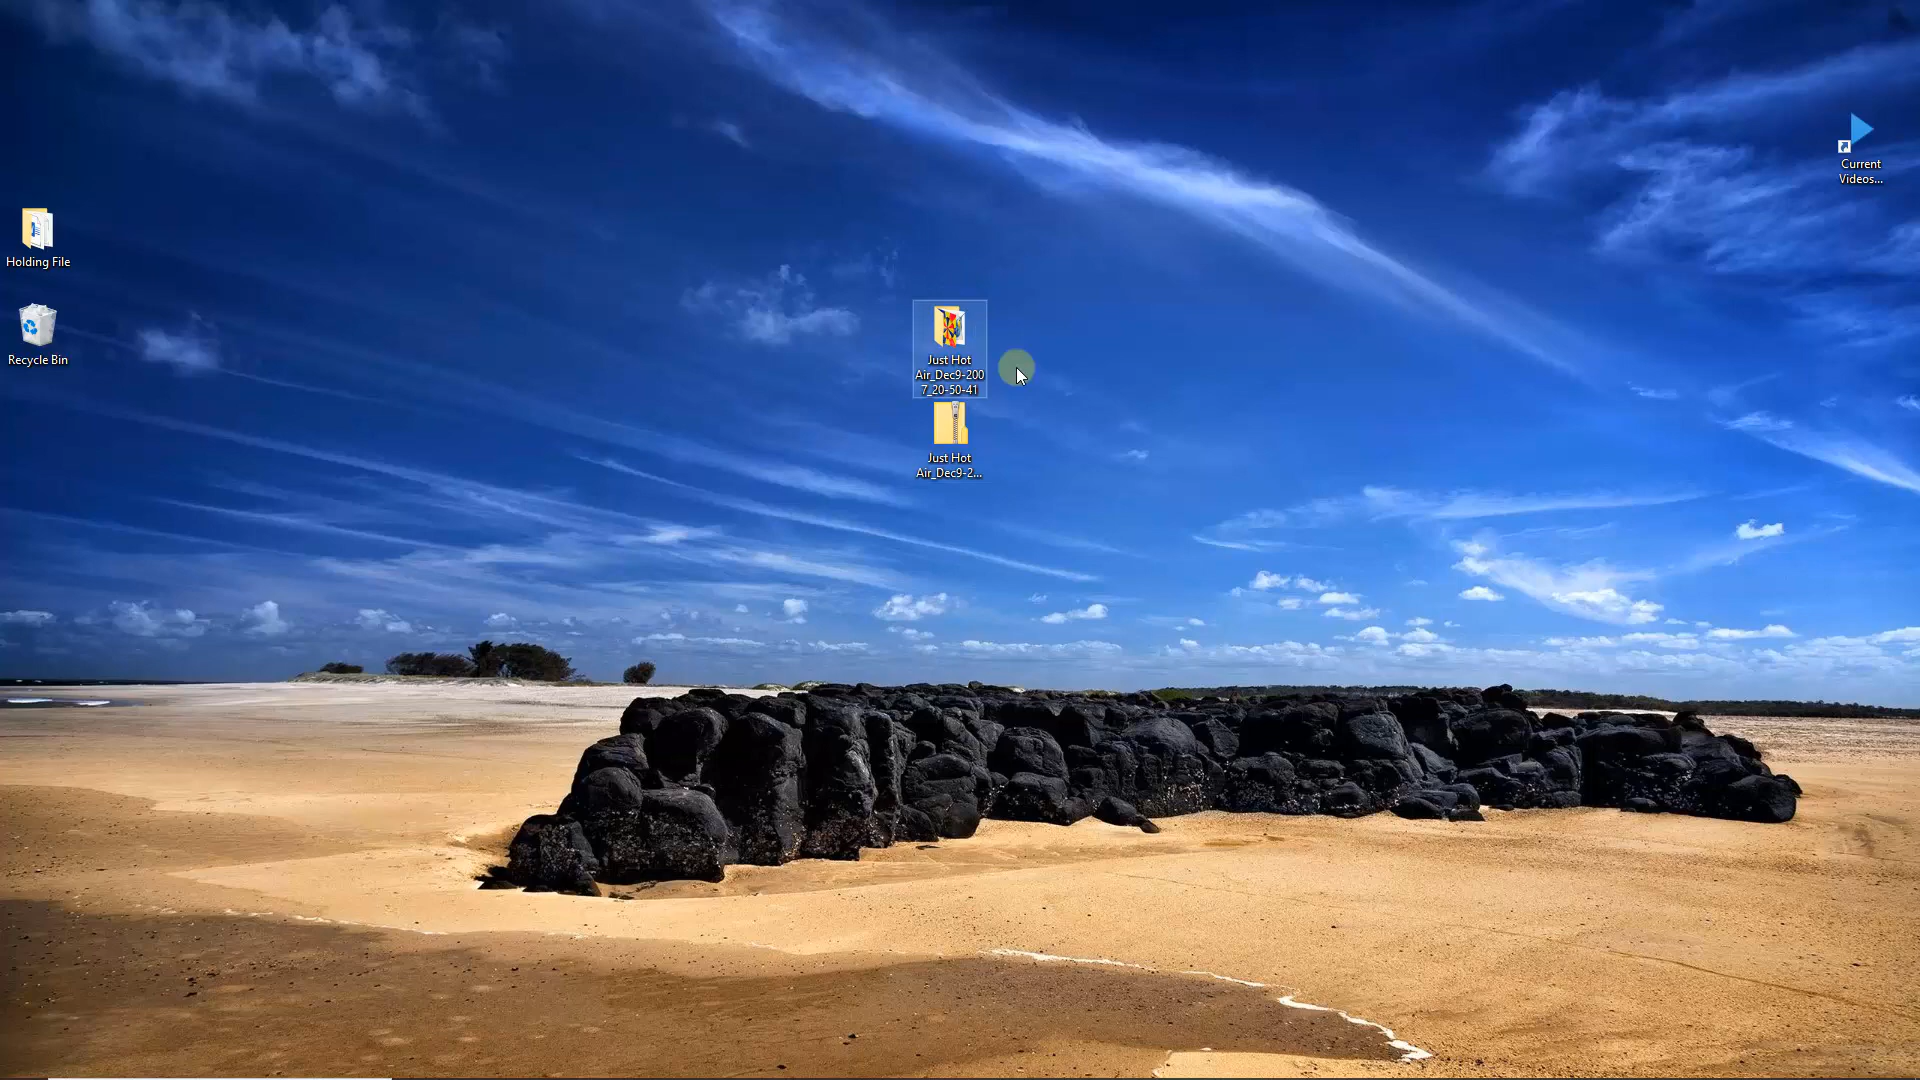 Current
Videos...
Holding File
Recycle Bin
Just Hot
Air_Dec9-200
7_20-50-41
Just Hot
Air_Dec9-2...